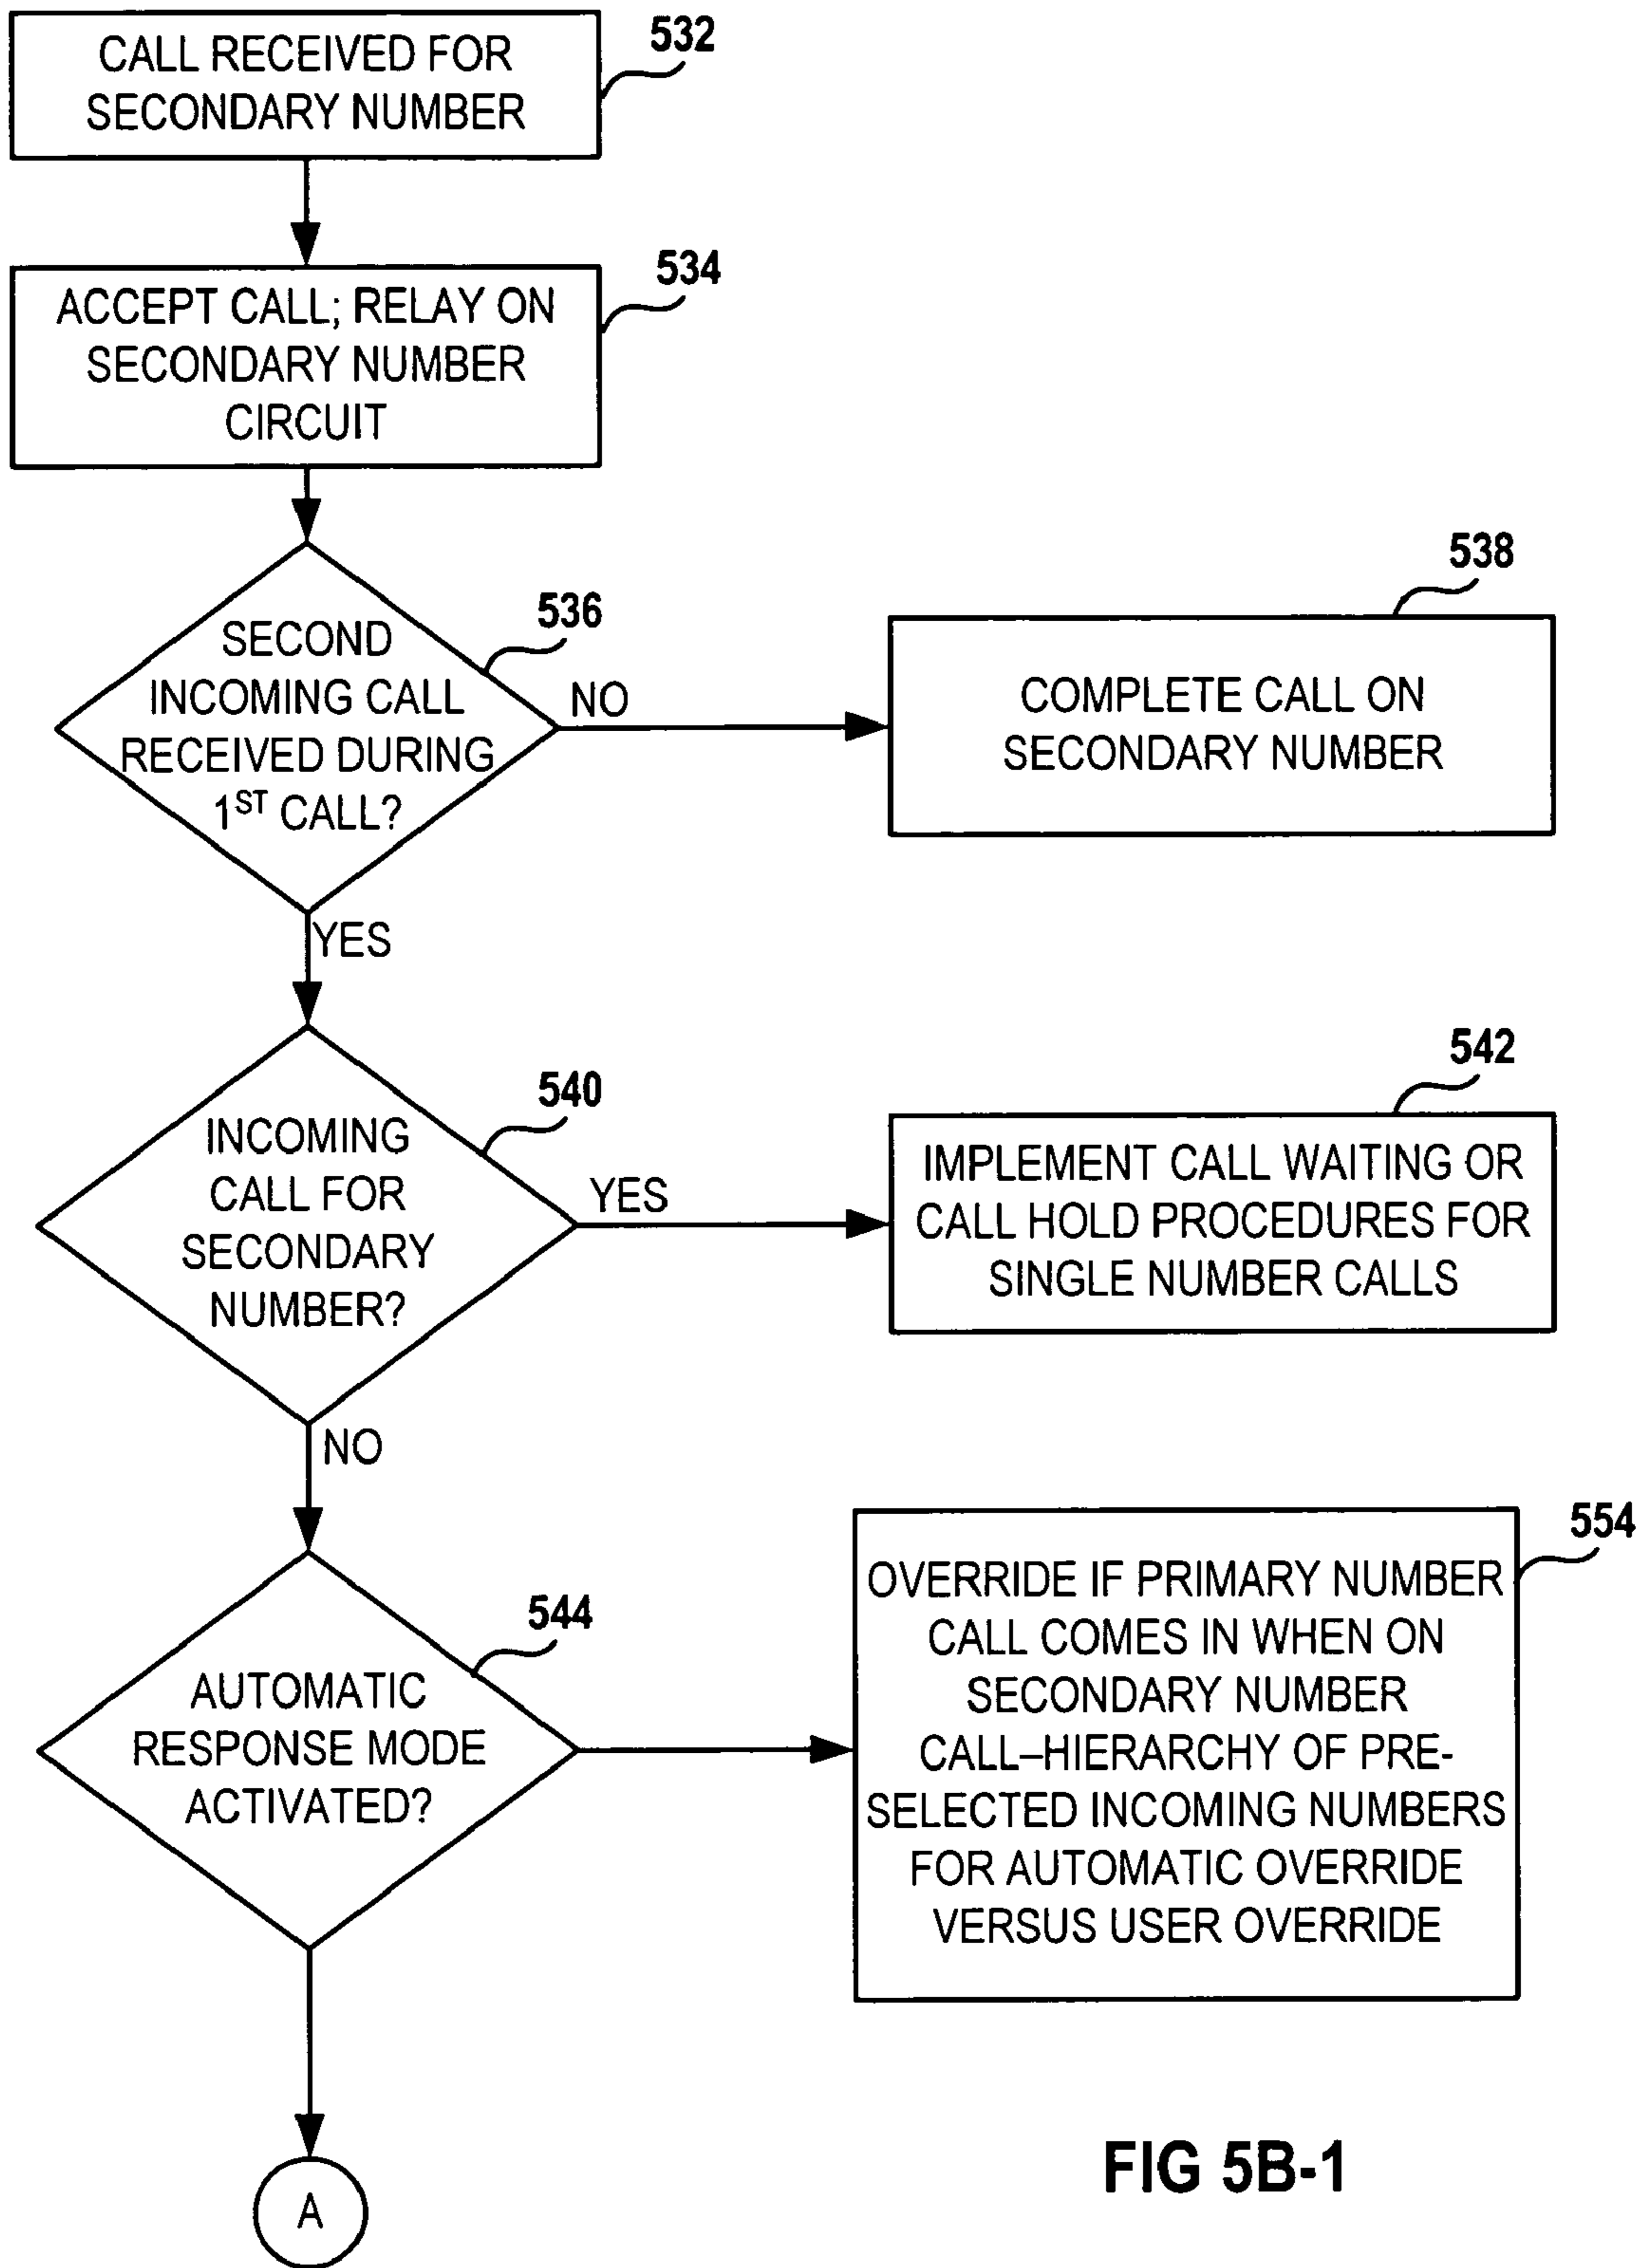 CALL RECEIVED FOR
SECONDARY NUMBER
532
ACCEPT CALL; RELAY ON
SECONDARY NUMBER
CIRCUIT
534
SECOND
INCOMING CALL
RECEIVED DURING
1ST CALL?
536
NO
538
COMPLETE CALL ON
SECONDARY NUMBER
YES
INCOMING
CALL FOR
SECONDARY
NUMBER?
540
YES
542
IMPLEMENT CALL WAITING OR
CALL HOLD PROCEDURES FOR
SINGLE NUMBER CALLS
NO
AUTOMATIC
RESPONSE MODE
ACTIVATED?
544
554
OVERRIDE IF PRIMARY NUMBER
CALL COMES IN WHEN ON
SECONDARY NUMBER
CALL–HIERARCHY OF PRE-
SELECTED INCOMING NUMBERS
FOR AUTOMATIC OVERRIDE
VERSUS USER OVERRIDE
A
FIG 5B-1